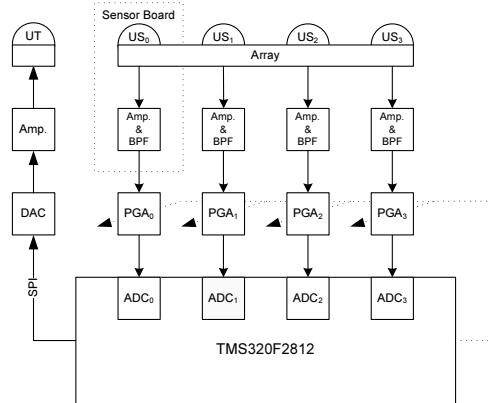 Sensor Board
UT
US0
US1
US2
US3
Array
Amp.
Amp.
&
BPF
Amp.
&
BPF
Amp.
&
BPF
Amp.
&
BPF
DAC
PGA0
PGA1
PGA2
PGA3
SPI
ADC0
ADC1
ADC2
ADC3
TMS320F2812